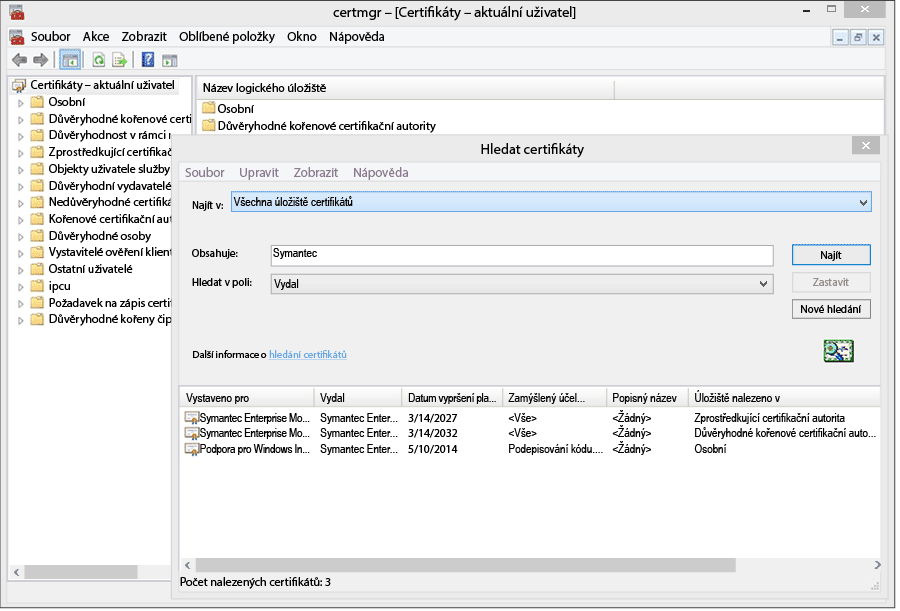 certmgr – [Certifikáty – aktuální uživatel]
Soubor Akce Zobrazit Oblíbené položky Okno Nápověda
Certifikáty – aktuální uživatel
Osobní
Důvěryhodné kořenové certi
Důvěryhodnost v rámci r
Zprostředkující certifikač
Objekty uživatele služby
Důvěryhodní vydavatelé
Nedůvěryhodné certifiká
Kořenové certifikační aut
Důvěryhodné osoby
Vystavitelé ověření klient
Ostatní uživatelé
ipcu
Požadavek na zápis certi
Důvěryhodné kořeny čip
Název logického úložiště
Osobní
Důvěryhodné kořenové certifikační autority
Hledat certifikáty
Soubor Upravit Zobrazit Nápověda
Najít v: Všechna úložiště certifikátů
Obsahuje: Symantec Najít
Hledat v poli: Vydal Zastavit
Nové hledání
Další informace o hledání certifikátů
Vystaveno pro Vydal Datum vypršení pla... Zamýšlený účel... Popisný název Úložiště nalezeno v
Symantec Enterprise Mo... Symantec Enter... 3/14/2027 <Vše> <Žádný> Zprostředkující certifikační autorita
Symantec Enterprise Mo... Symantec Enter... 3/14/2032 <Vše> <Žádný> Důvěryhodné kořenové certifikační auto...
Podpora pro Windows In... Symantec Enter... 5/10/2014 Podepisování kódu.... <Žádný> Osobní
Počet nalezených certifikátů: 3